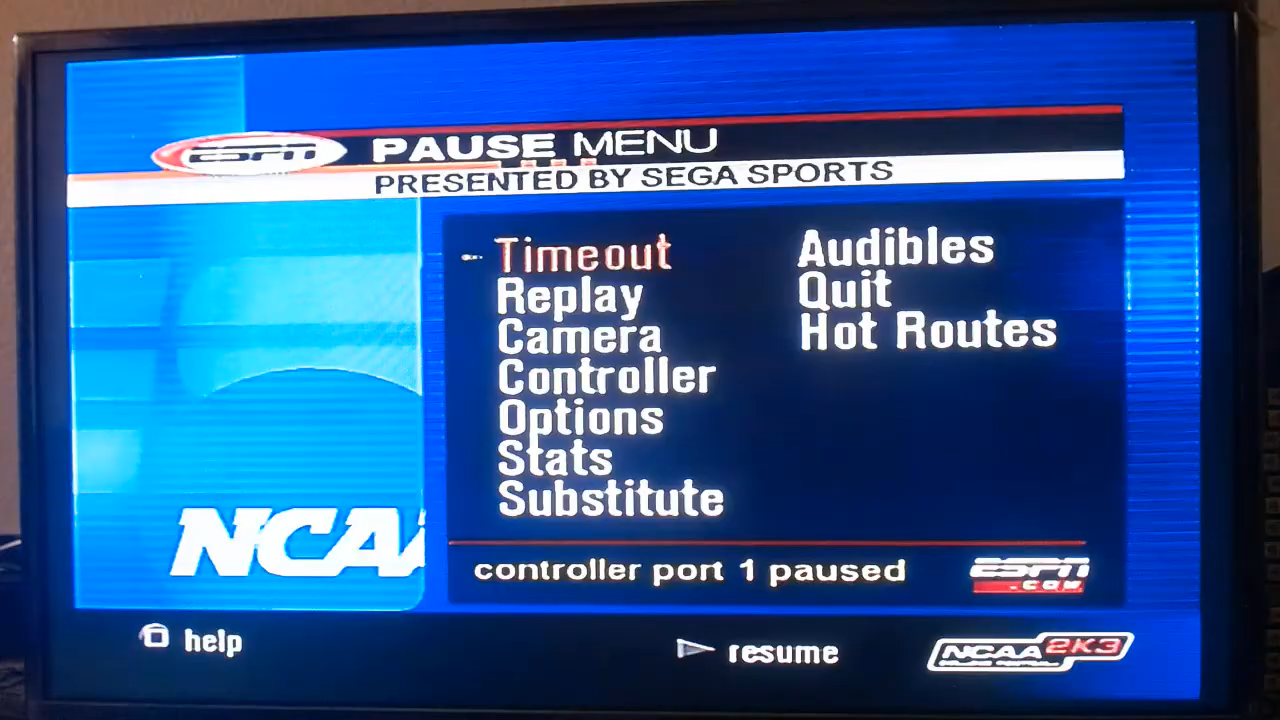 ESPN
PAUSE MENU
PRESENTED BY SEGA SPORTS
Timeout
Replay
Camera
Controller
Options
Stats
Substitute
Audibles
Quit
Hot Routes
NCAA
controller port 1 paused
ESPN
.com
help
resume
NCAA 2K3